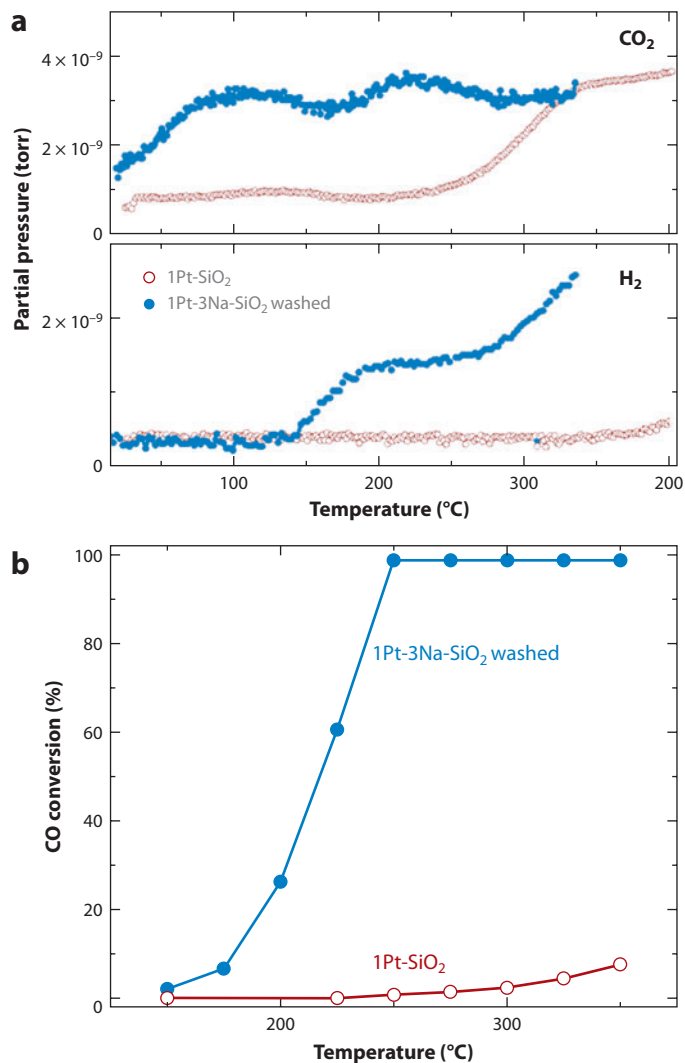 a
CO₂
4 × 10⁻⁹
2 × 10⁻⁹
0
Partial pressure (torr)
1Pt-SiO₂
1Pt-3Na-SiO₂ washed
H₂
2 × 10⁻⁹
0
100 200 300 200
Temperature (°C)
b
100
80
60
40
20
0
CO conversion (%)
1Pt-3Na-SiO₂ washed
1Pt-SiO₂
200 300
Temperature (°C)